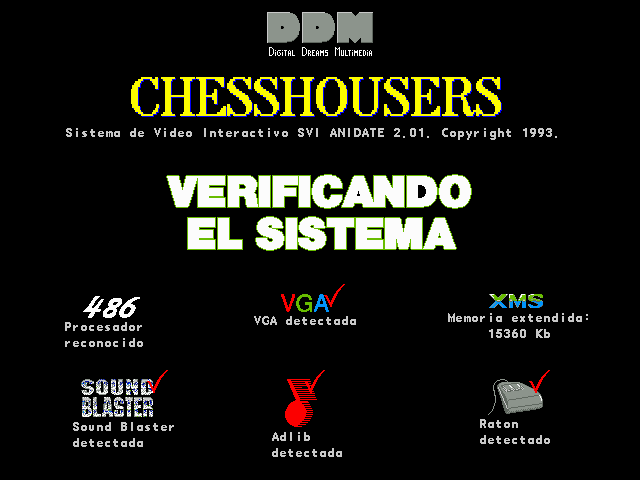 DDM
Digital Dreams Multimedia
CHESSHOUSERS
Sistema de Video Interactivo SVI ANIDATE 2.01. Copyright 1993.
VERIFICANDO
EL SISTEMA
486
Procesador
reconocido
VGA
VGA detectada
XMS
Memoria extendida:
15360 Kb
SOUND
BLASTER
Sound Blaster
detectada
Adlib
detectada
Raton
detectado